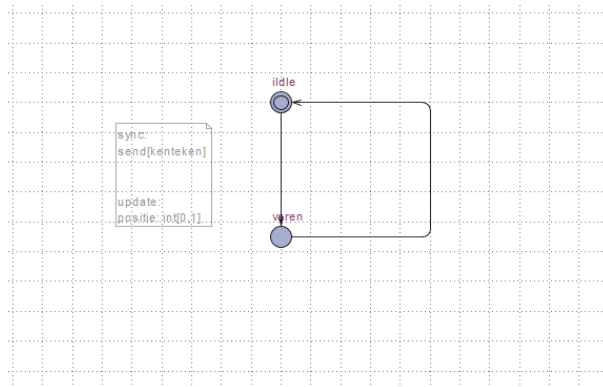 ildle
sync:
send[kenteken]
update:
positie: int[0,1]
varen